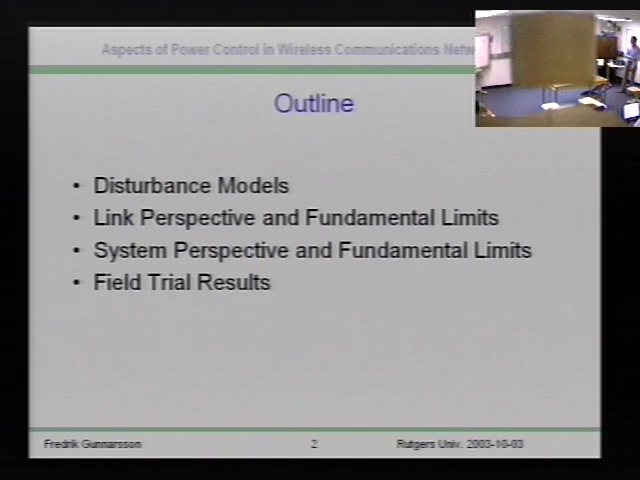 Aspects of Power Control in Wireless Communications
Outline
• Disturbance Models
• Link Perspective and Fundamental Limits
• System Perspective and Fundamental Limits
• Field Trial Results
Fredrik Gunnarsson 2 Rutgers Univ. 2003-10-03